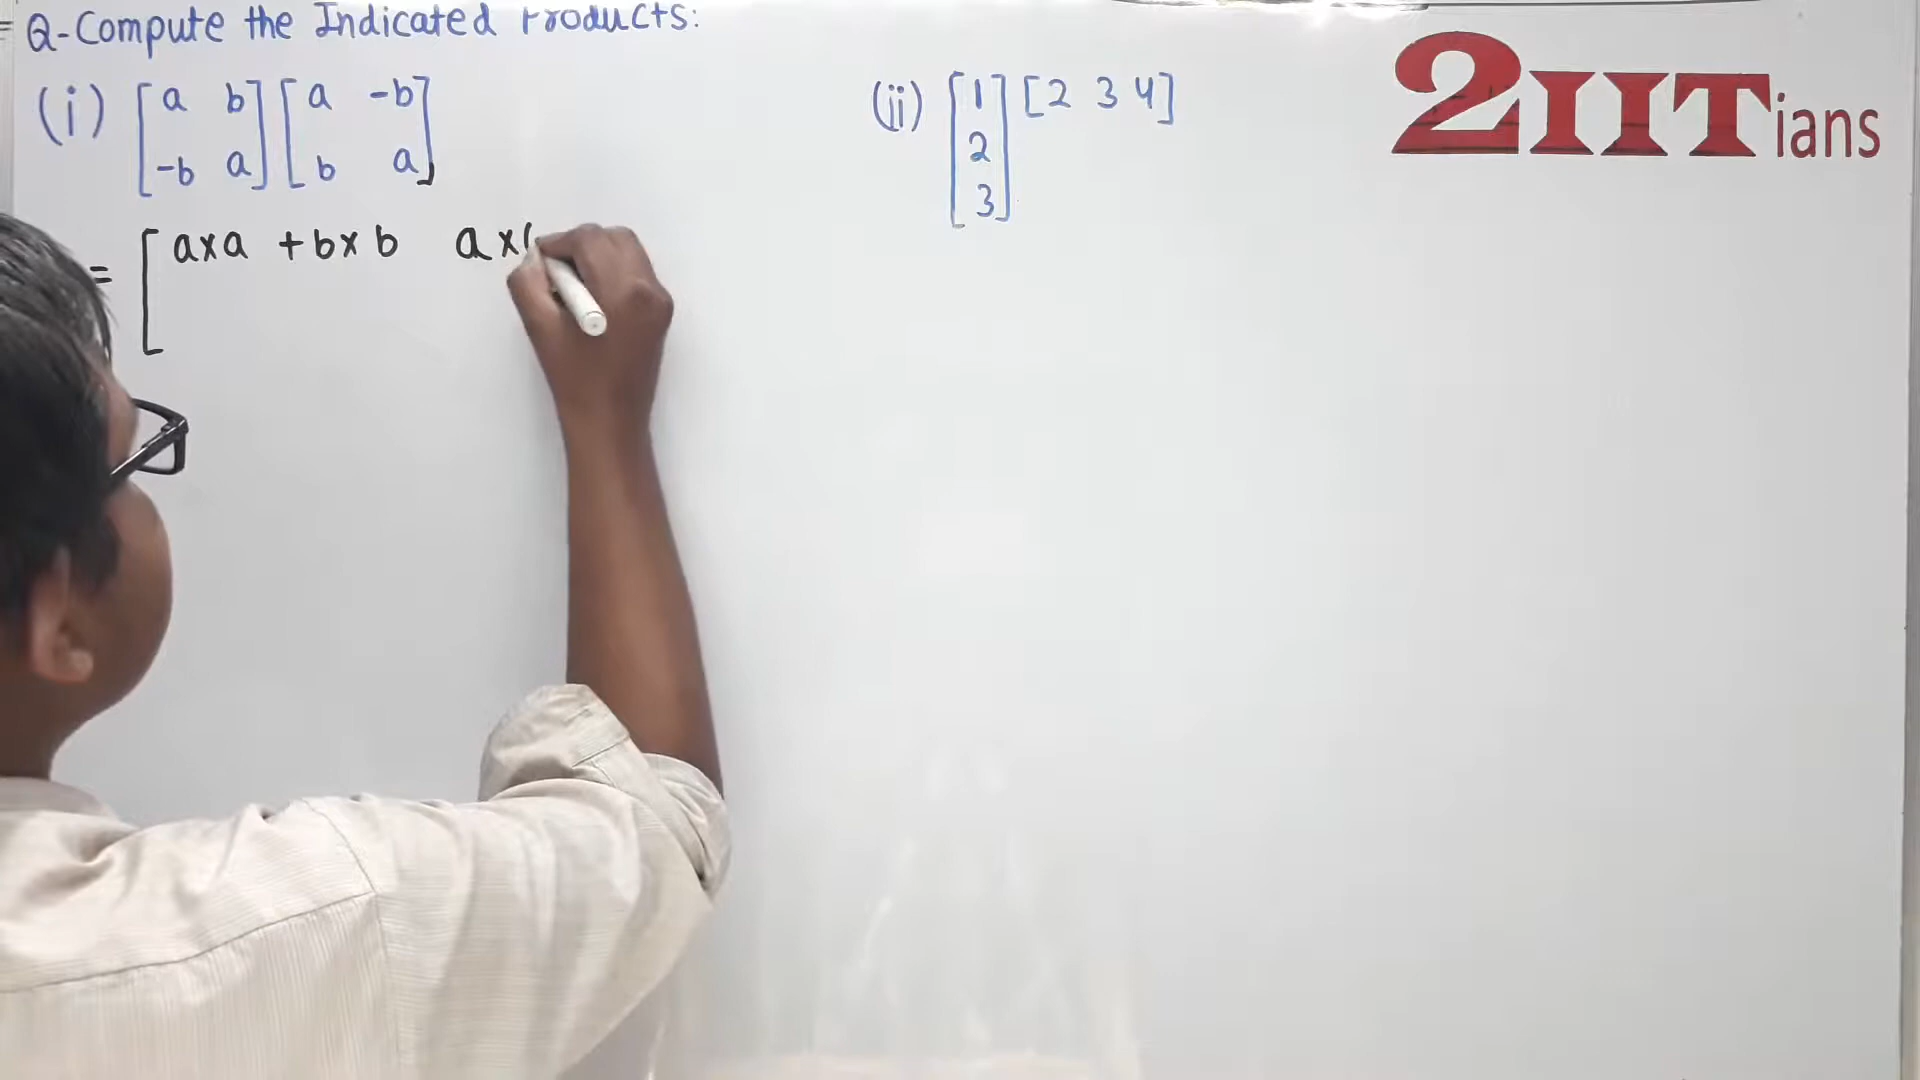 Q-Compute the Indicated Products:
(i) [a b] [a -b]
[-b a] [b a]
= [a×a +b×b a×(
(ii) [1] [2 3 4]
[2]
[3]
2IITians